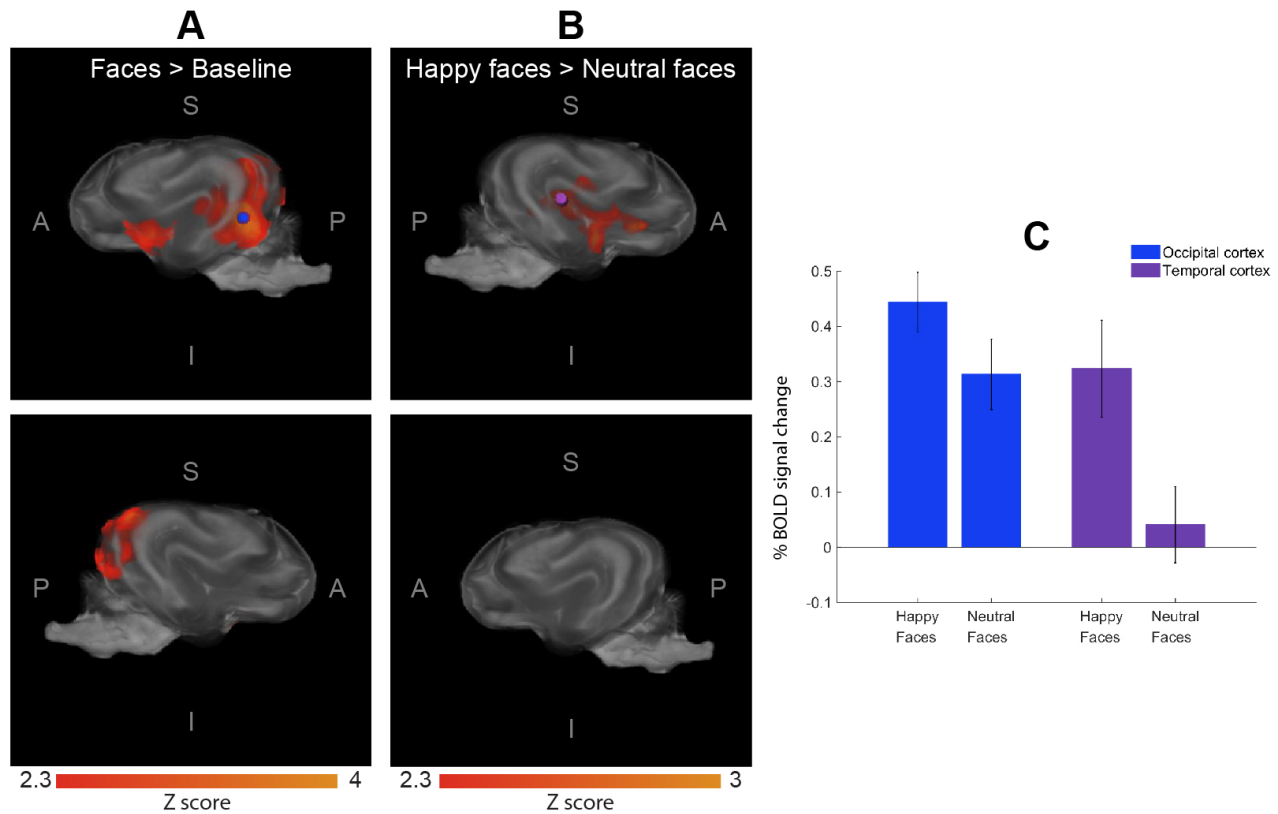 A
Faces > Baseline
S
A
P
I
S
P
A
I
2.3
4
Z score
B
Happy faces > Neutral faces
S
P
A
I
S
A
P
I
2.3
3
Z score
C
Occipital cortex
Temporal cortex
% BOLD signal change
0.5
0.4
0.3
0.2
0.1
0
-0.1
Happy
Faces
Neutral
Faces
Happy
Faces
Neutral
Faces